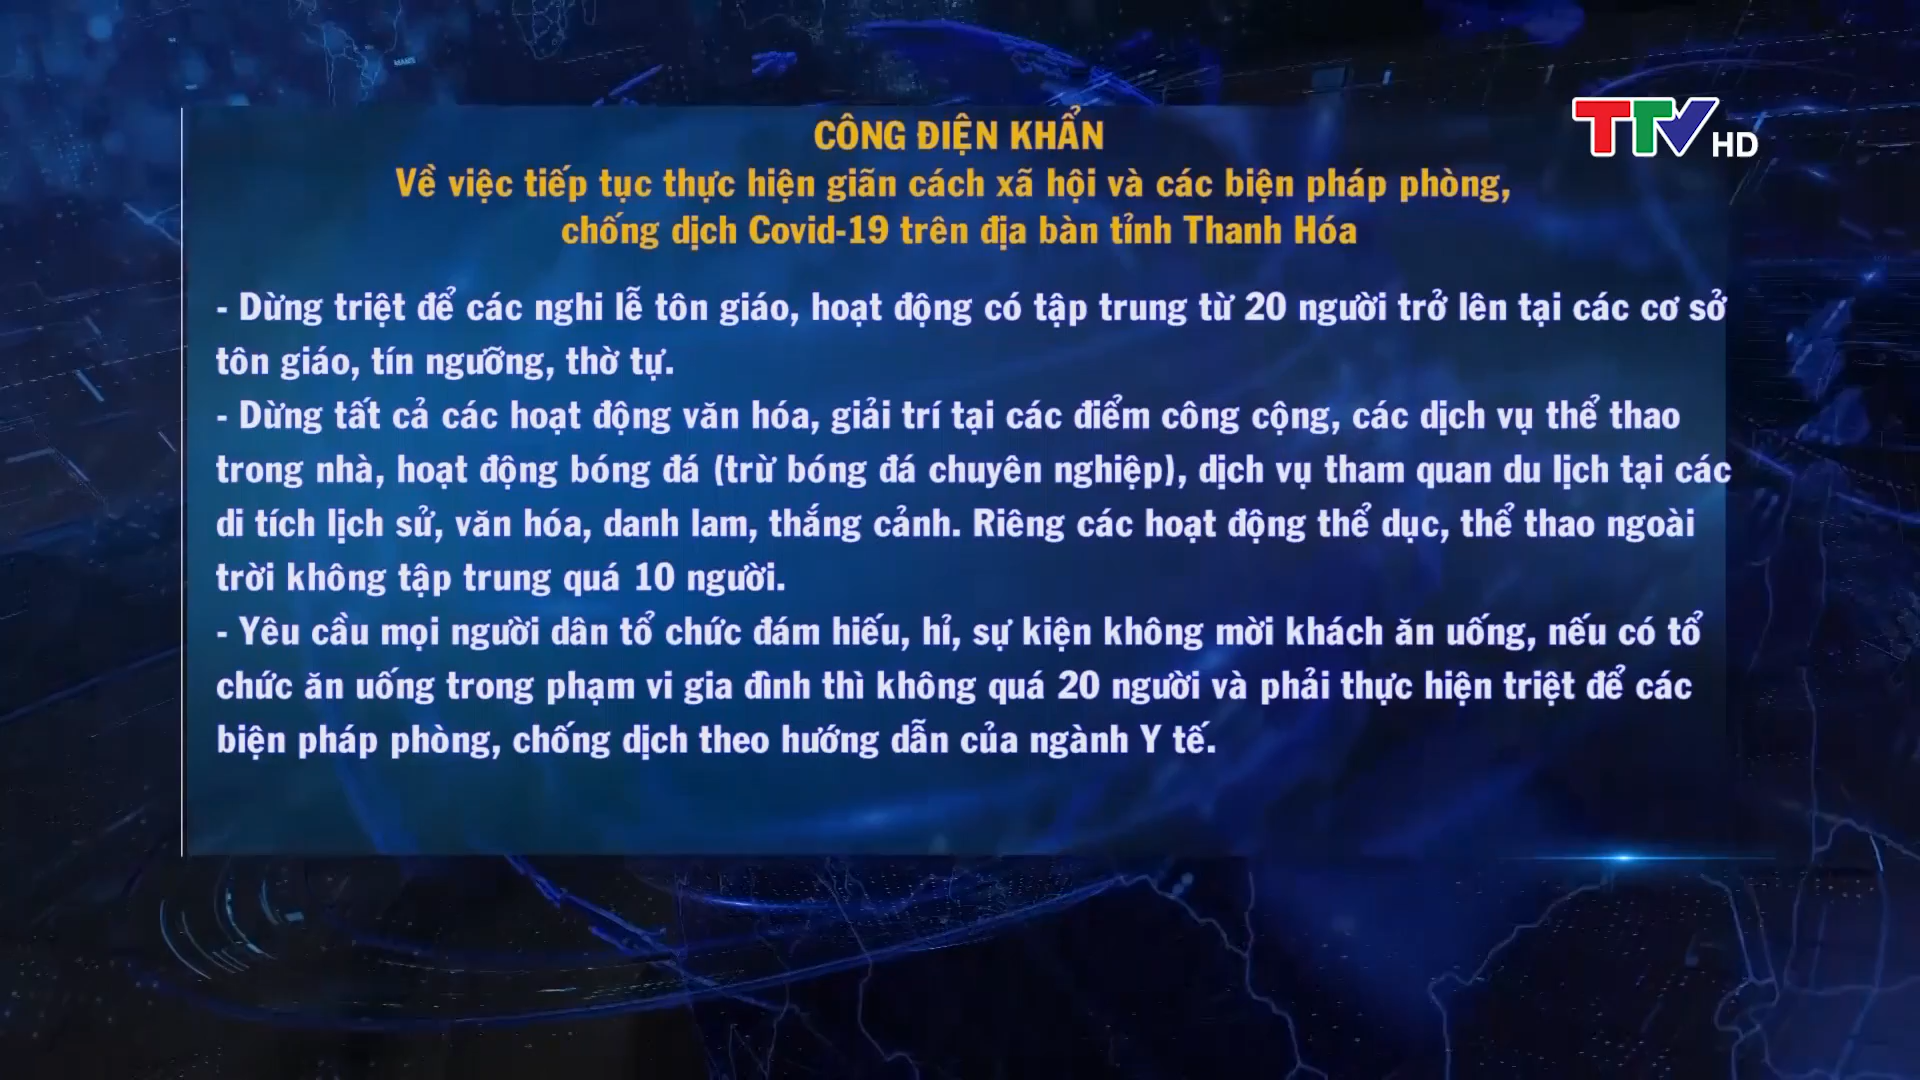 CÔNG ĐIỆN KHẨN
TTV HD
Về việc tiếp tục thực hiện giãn cách xã hội và các biện pháp phòng,
chống dịch Covid-19 trên địa bàn tỉnh Thanh Hóa
- Dừng triệt để các nghi lễ tôn giáo, hoạt động có tập trung từ 20 người trở lên tại các cơ sở
tôn giáo, tín ngưỡng, thờ tự.
- Dừng tất cả các hoạt động văn hóa, giải trí tại các điểm công cộng, các dịch vụ thể thao
trong nhà, hoạt động bóng đá (trừ bóng đá chuyên nghiệp), dịch vụ tham quan du lịch tại các
di tích lịch sử, văn hóa, danh lam, thắng cảnh. Riêng các hoạt động thể dục, thể thao ngoài
trời không tập trung quá 10 người.
- Yêu cầu mọi người dân tổ chức đám hiếu, hỉ, sự kiện không mời khách ăn uống, nếu có tổ
chức ăn uống trong phạm vi gia đình thì không quá 20 người và phải thực hiện triệt để các
biện pháp phòng, chống dịch theo hướng dẫn của ngành Y tế.